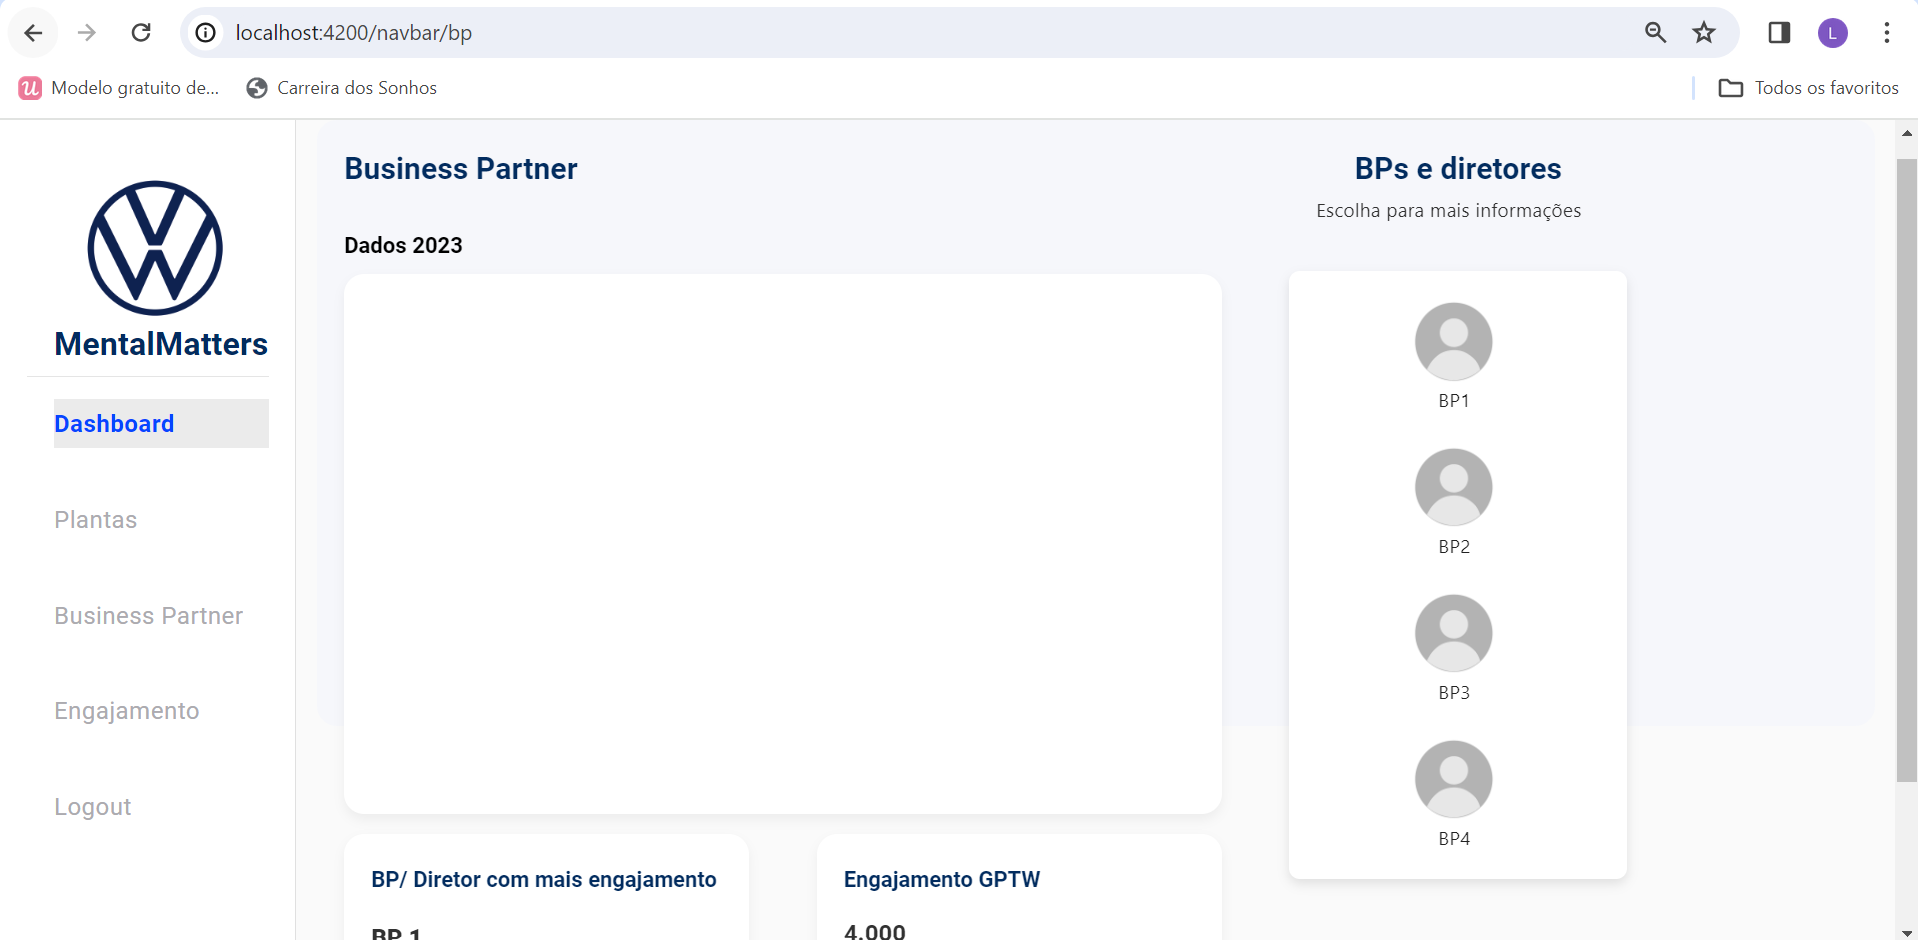 localhost:4200/navbar/bp
L
Modelo gratuito de...
Carreira dos Sonhos
Todos os favoritos
MentalMatters
Dashboard
Plantas
Business Partner
Engajamento
Logout
Business Partner
Dados 2023
BP/ Diretor com mais engajamento
BP 1
Engajamento GPTW
4.000
BPs e diretores
Escolha para mais informações
BP1
BP2
BP3
BP4